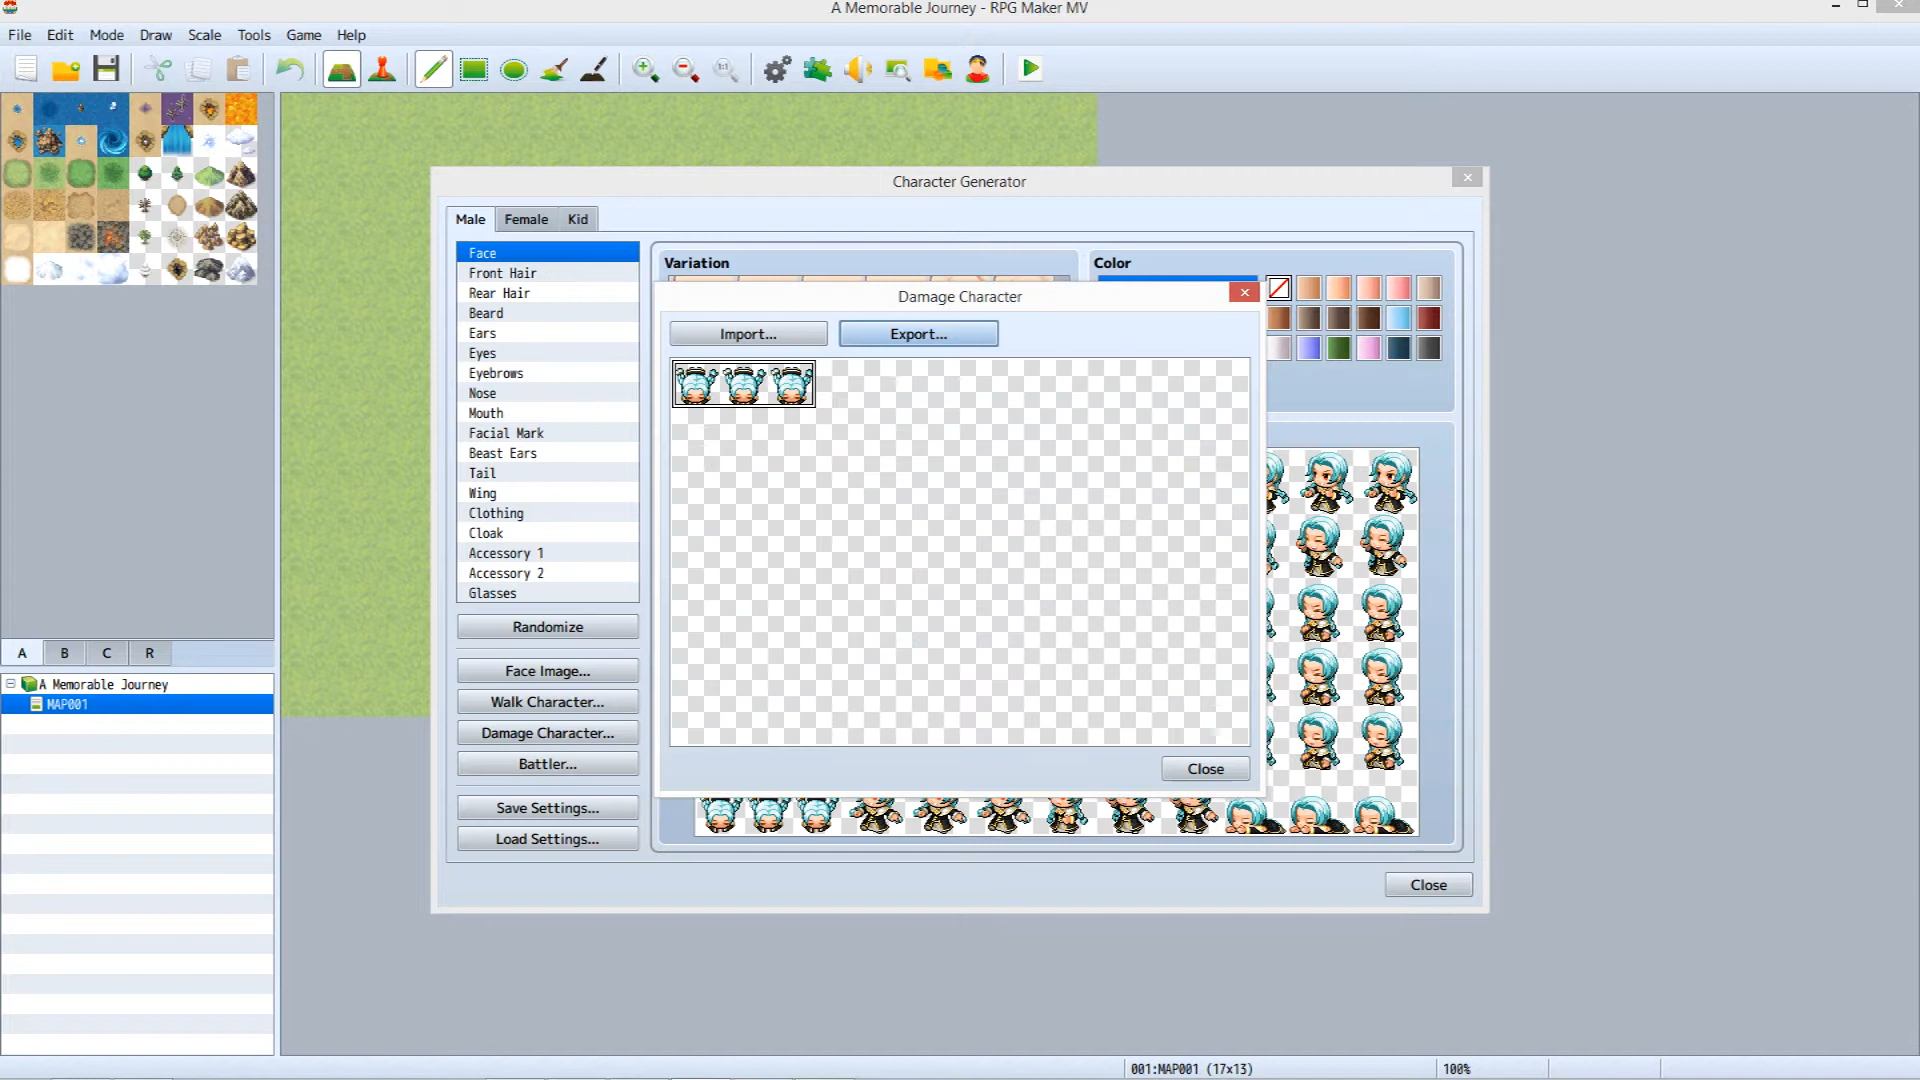 A Memorable Journey - RPG Maker MV
File Edit Mode Draw Scale Tools Game Help
1:1
Character Generator
Male Female Kid
Face
Front Hair
Rear Hair
Beard
Ears
Eyes
Eyebrows
Nose
Mouth
Facial Mark
Beast Ears
Tail
Wing
Clothing
Cloak
Accessory 1
Accessory 2
Glasses
Randomize
Face Image...
Walk Character...
Damage Character...
Battler...
Save Settings...
Load Settings...
Variation
Color
Damage Character
Import... Export...
Close
Close
A B C R
A Memorable Journey
MAP001
001:MAP001 (17x13) 100%